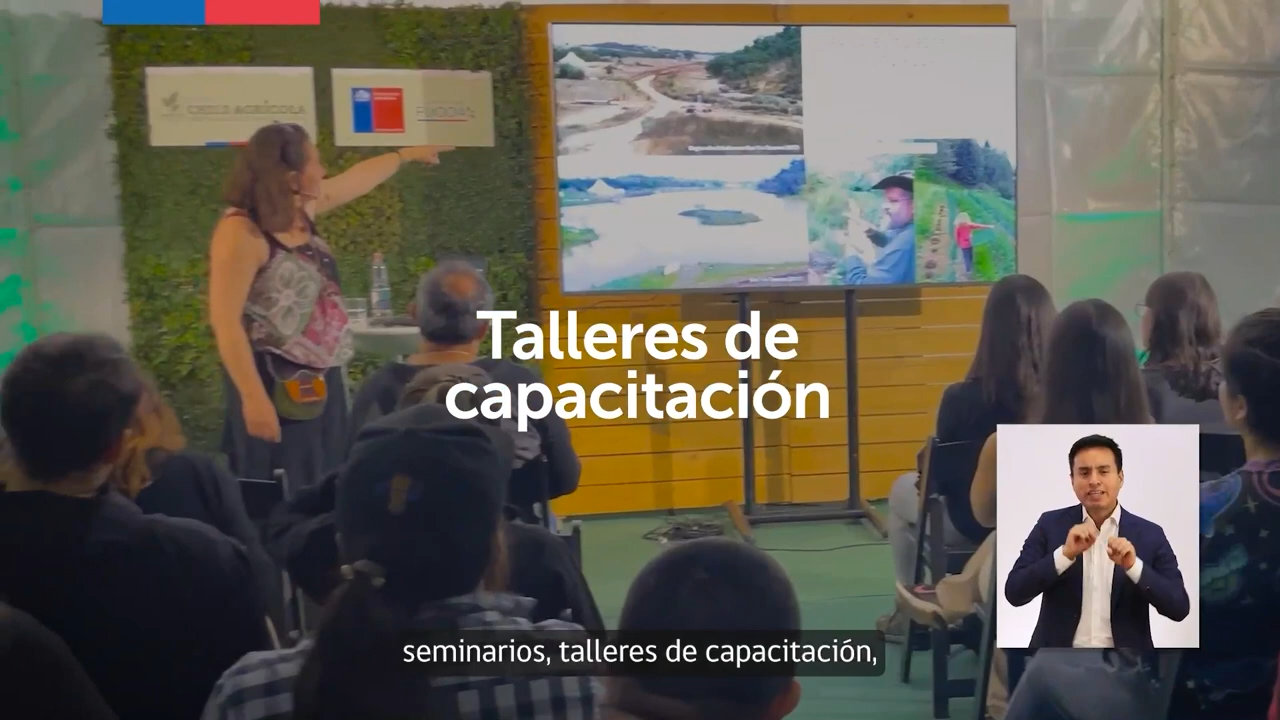 CHILE AGRÍCOLA
Talleres de
capacitación
seminarios, talleres de capacitación,